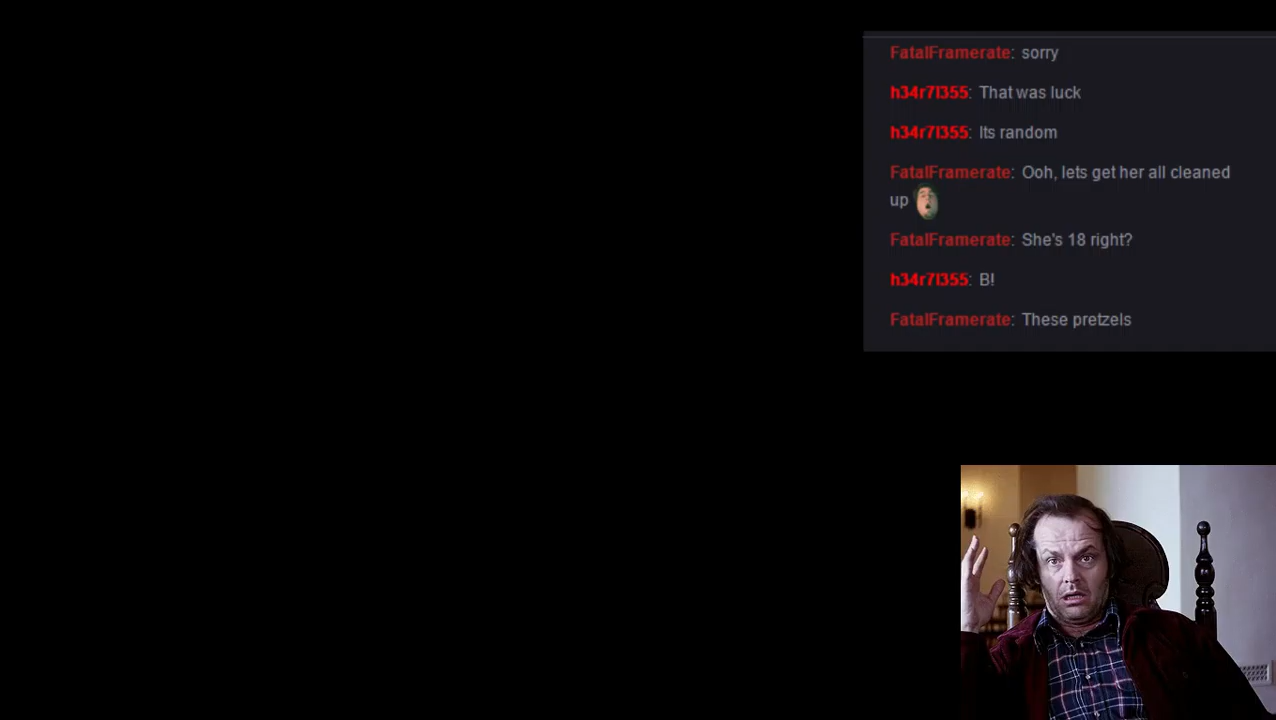 FatalFramerate: sorry
h34r7l355: That was luck
h34r7l355: Its random
FatalFramerate: Ooh, lets get her all cleaned
up
FatalFramerate: She's 18 right?
h34r7l355: B!
FatalFramerate: These pretzels